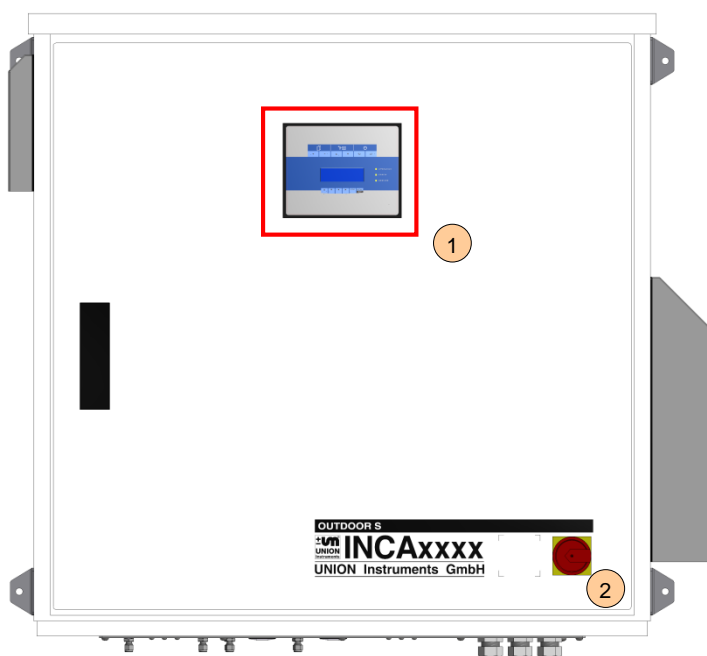 1
OUTDOOR S
UNION
Instruments
INCAxxxx
UNION Instruments GmbH
2